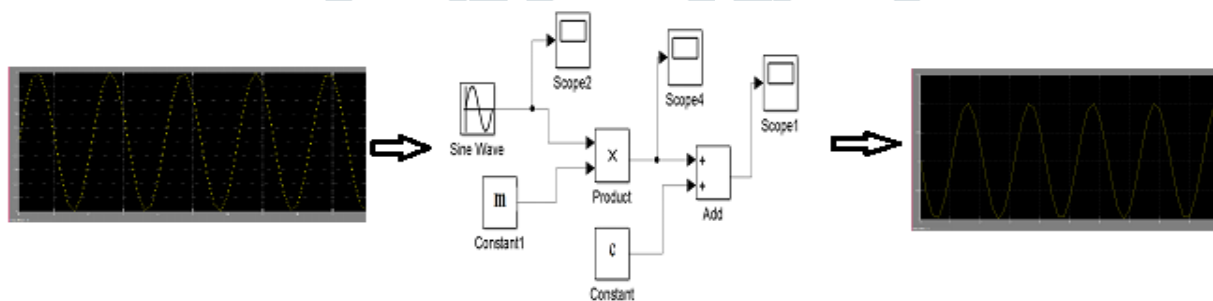 Scope2
Scope4
Scope1
Sine Wave
x
Product
+
+
Add
m
Constant1
c
Constant